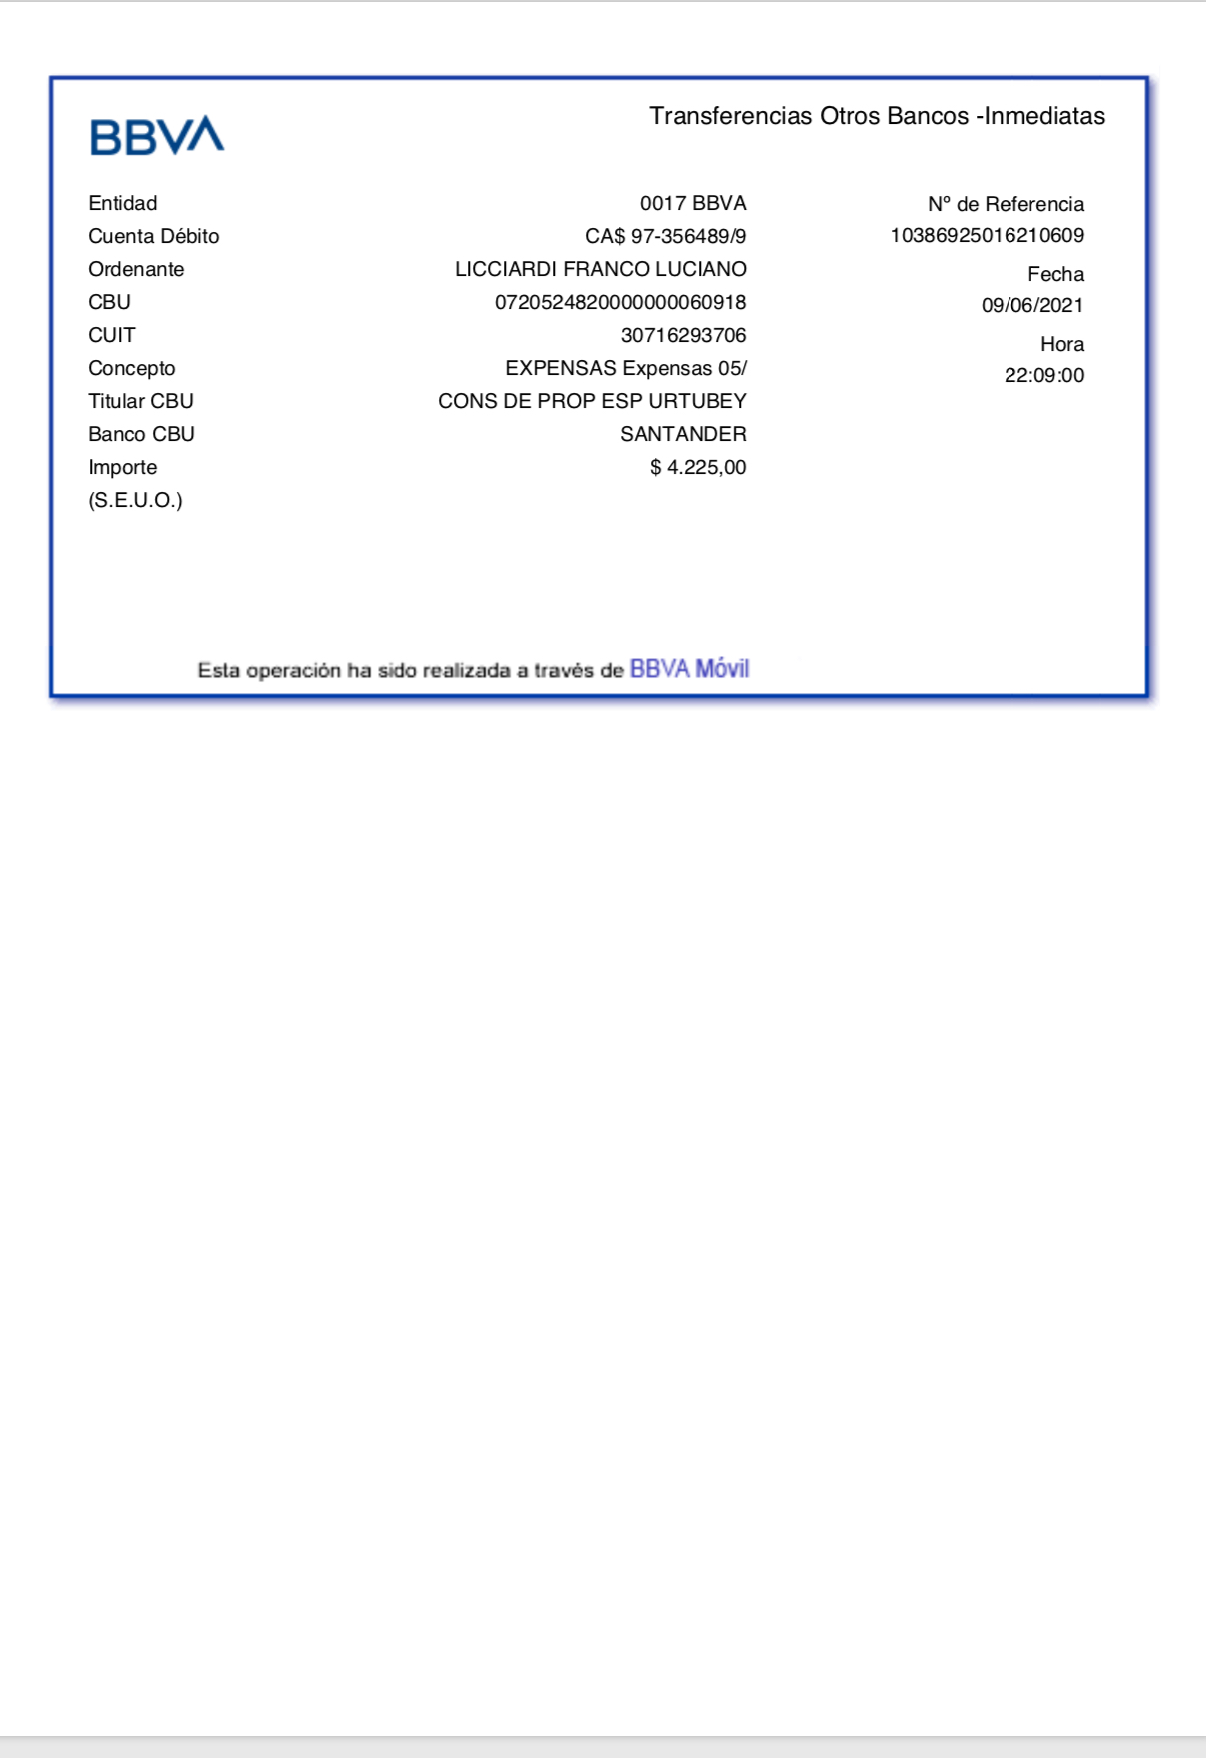 BBVA
Transferencias Otros Bancos -Inmediatas
Entidad 0017 BBVA
Cuenta Débito CA$ 97-356489/9
Ordenante LICCIARDI FRANCO LUCIANO
CBU 0720524820000000060918
CUIT 30716293706
Concepto EXPENSAS Expensas 05/
Titular CBU CONS DE PROP ESP URTUBEY
Banco CBU SANTANDER
Importe $ 4.225,00
(S.E.U.O.)
Nº de Referencia
10386925016210609
Fecha
09/06/2021
Hora
22:09:00
Esta operación ha sido realizada a través de BBVA Móvil